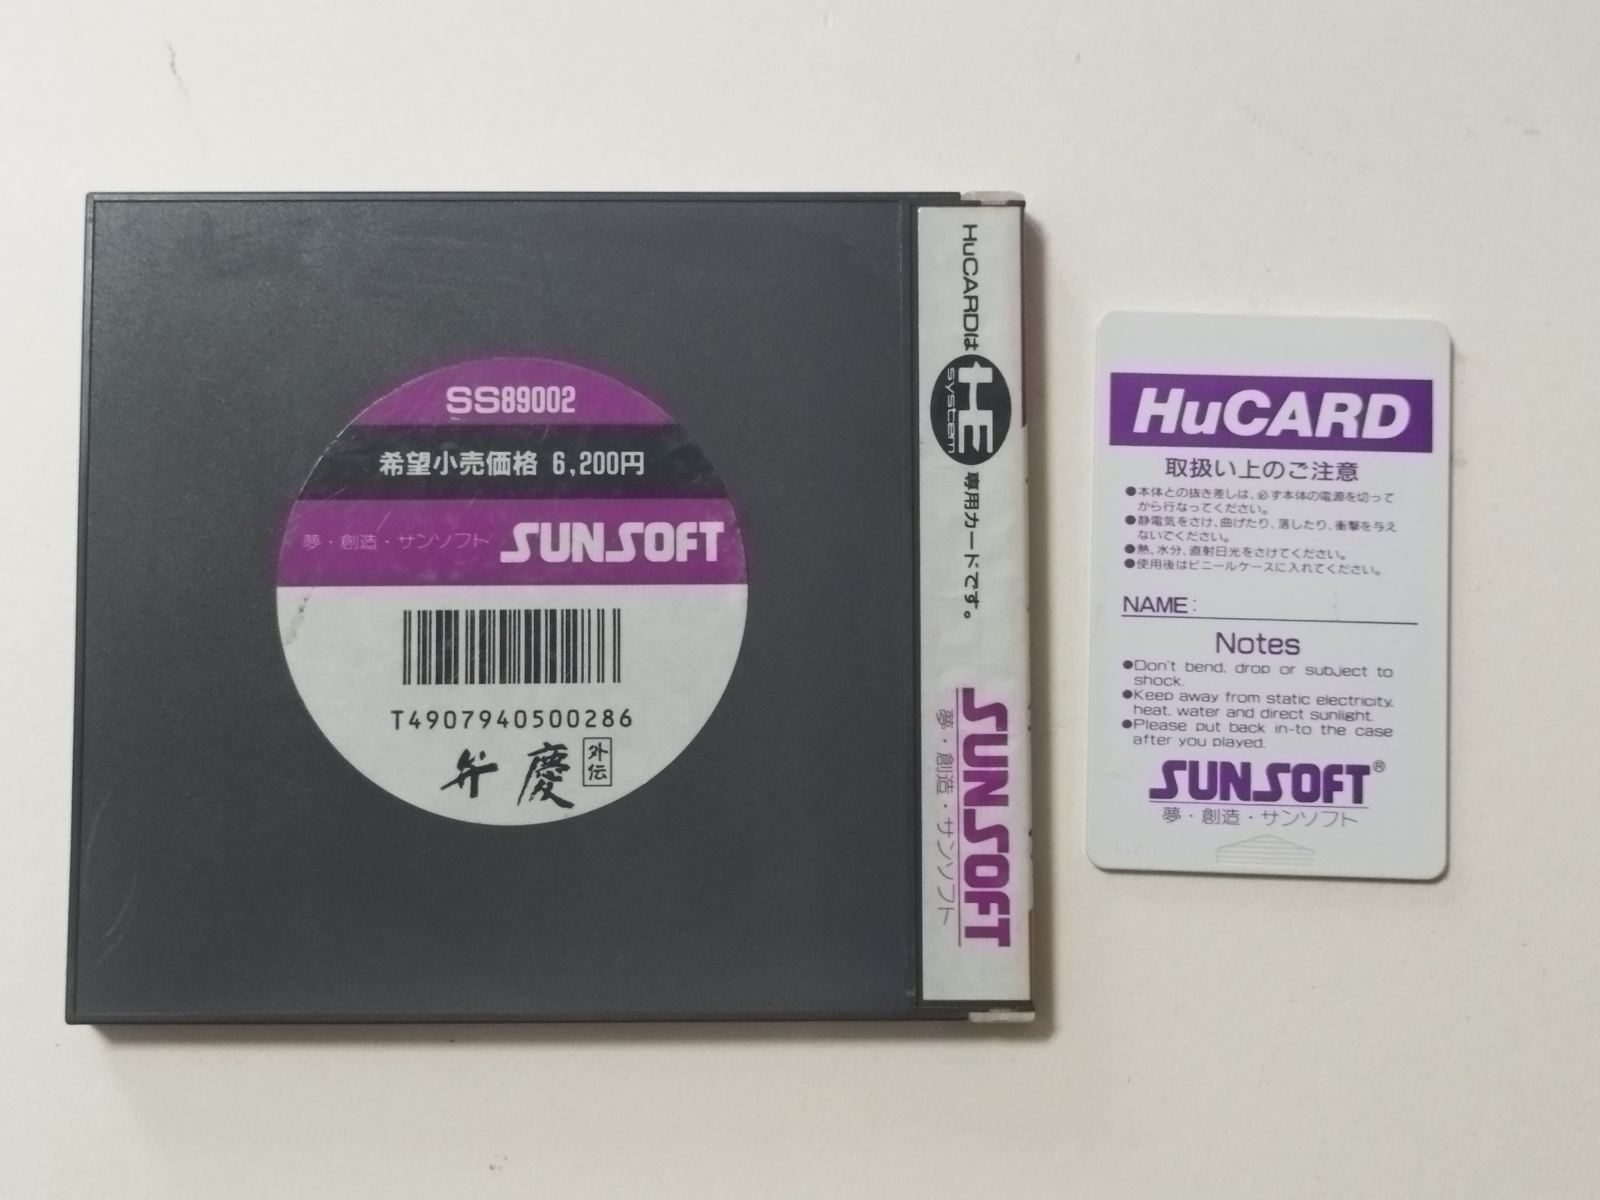 SS89002
希望小売価格 6,200円
夢・創造・サンソフト SUNSOFT
T4907940500286
弁慶 外伝
HuCARDは HE system 専用カードです。
SUNSOFT
夢・創造・サンソフト
HuCARD
取扱い上のご注意
●本体との抜き差しは、必ず本体の電源を切って
から行なってください。
●静電気をさけ、曲げたり、落したり、衝撃を与え
ないでください。
●熱、水分、直射日光をさけてください。
●使用後はビニールケースに入れてください。
NAME:
Notes
●Don't bend, drop or subject to
shock.
●Keep away from static electricity,
heat, water and direct sunlight.
●Please put back in-to the case
after you played.
SUNSOFT®
夢・創造・サンソフト